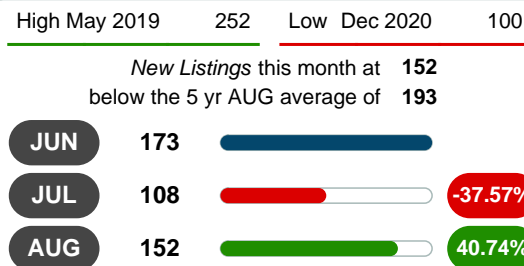 High May 2019 252 Low Dec 2020 100
New Listings this month at 152
below the 5 yr AUG average of 193
JUN 173
JUL 108 -37.57%
AUG 152 40.74%